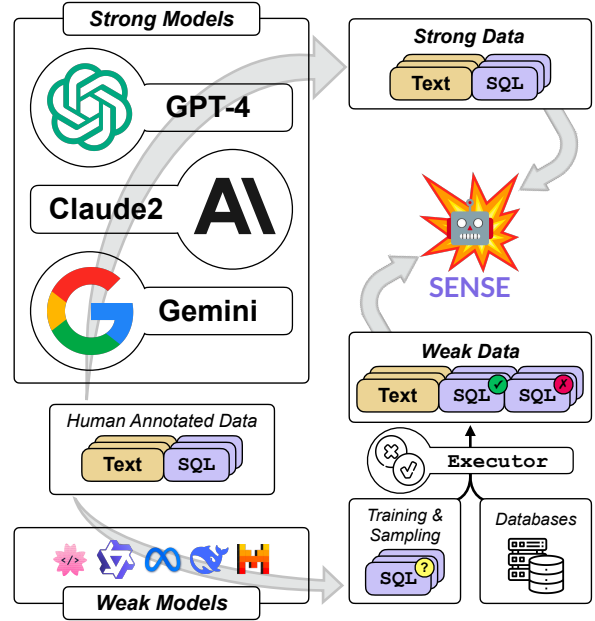 Strong Models
GPT-4
Claude2
Gemini
Human Annotated Data
Text SQL
</>
Weak Models
Strong Data
Text SQL
SENSE
Weak Data
Text SQL ✓ SQL ✗
Executor
Training &
Sampling
SQL ?
Databases